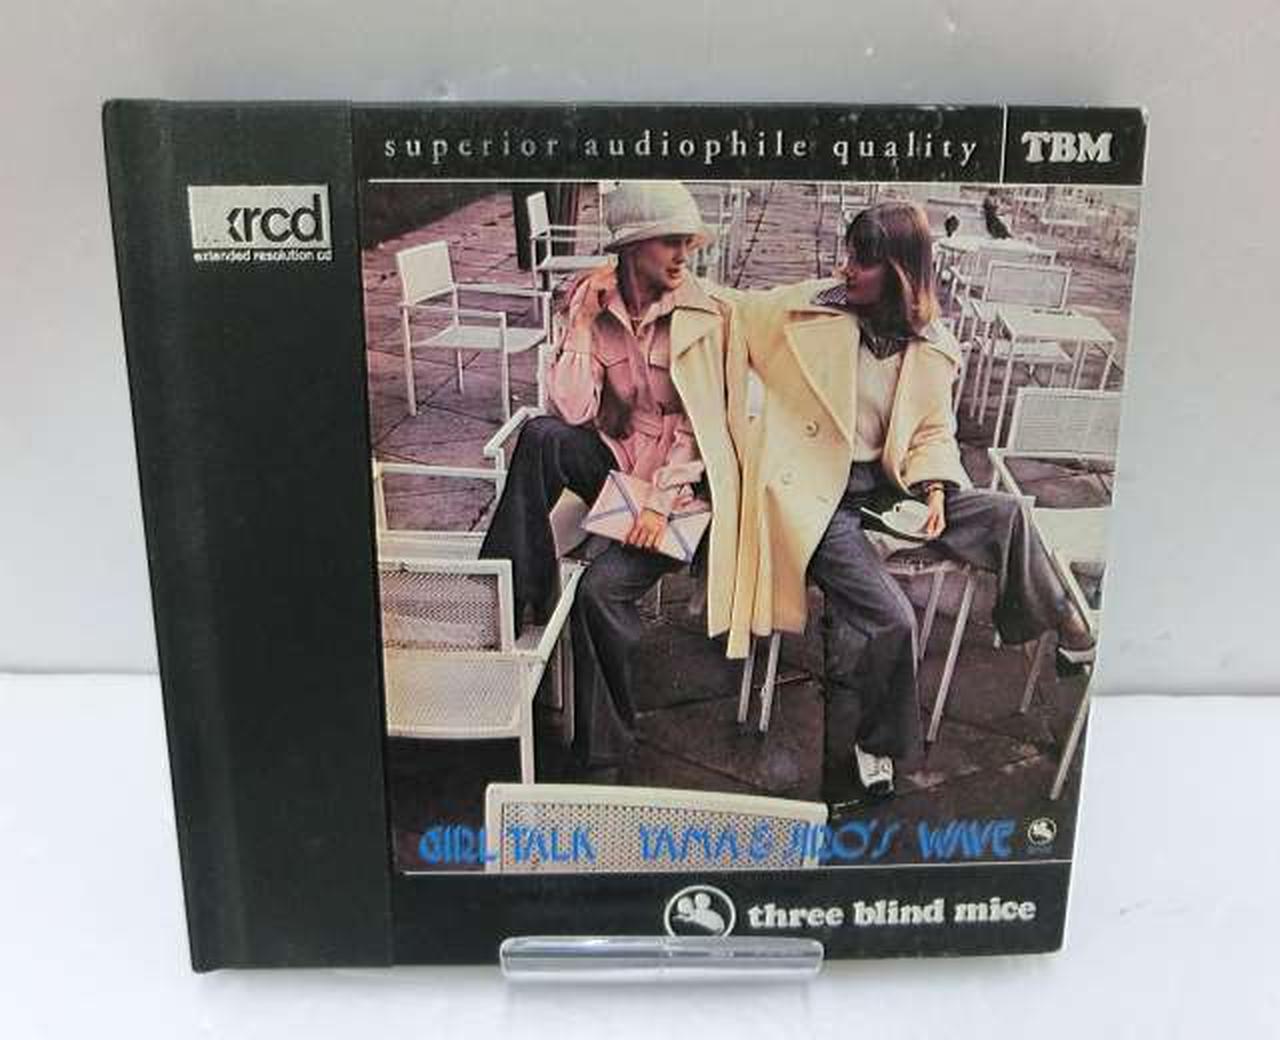 superior audiophile quality
TBM
xrcd
extended resolution cd
GIRL TALK YAMA & JIRO'S WAVE
three blind mice